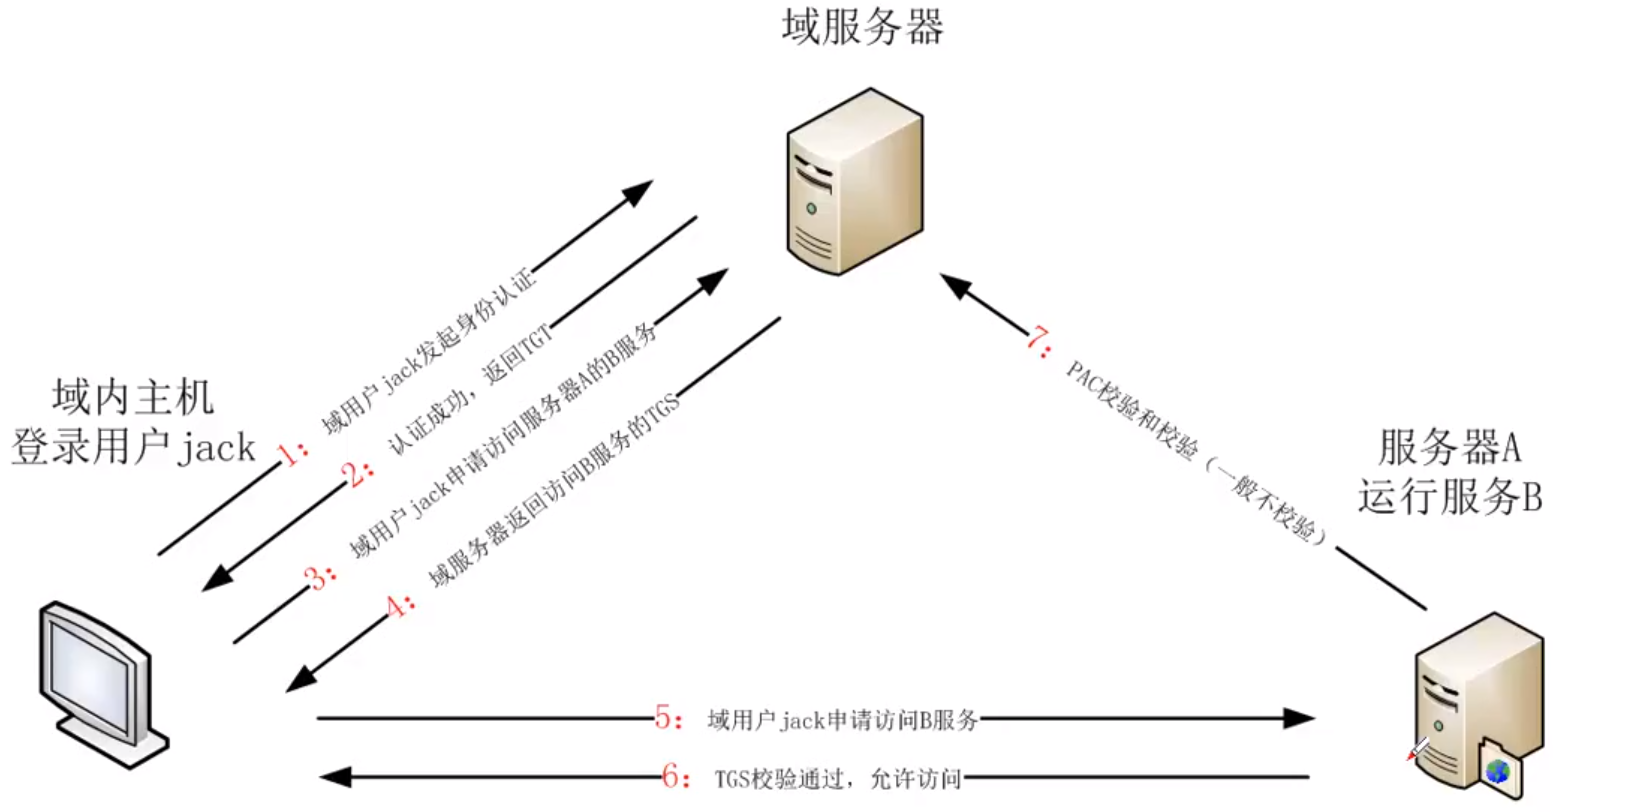 域服务器
域内主机
登录用户jack
1： 域用户jack发起身份认证
2： 认证成功，返回TGT
3： 域用户jack申请访问服务器A的B服务
4： 域服务器返回访问B服务的TGS
7： PAC校验和校验（一般不校验）
服务器A
运行服务B
5： 域用户jack申请访问B服务
6： TGS校验通过，允许访问